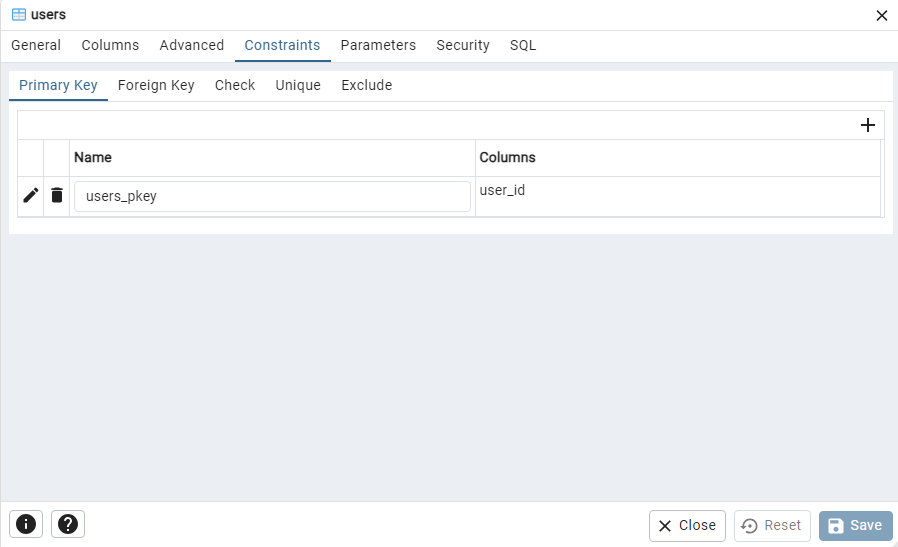 users
General Columns Advanced Constraints Parameters Security SQL
Primary Key Foreign Key Check Unique Exclude
Name Columns
users_pkey user_id
Close Reset Save